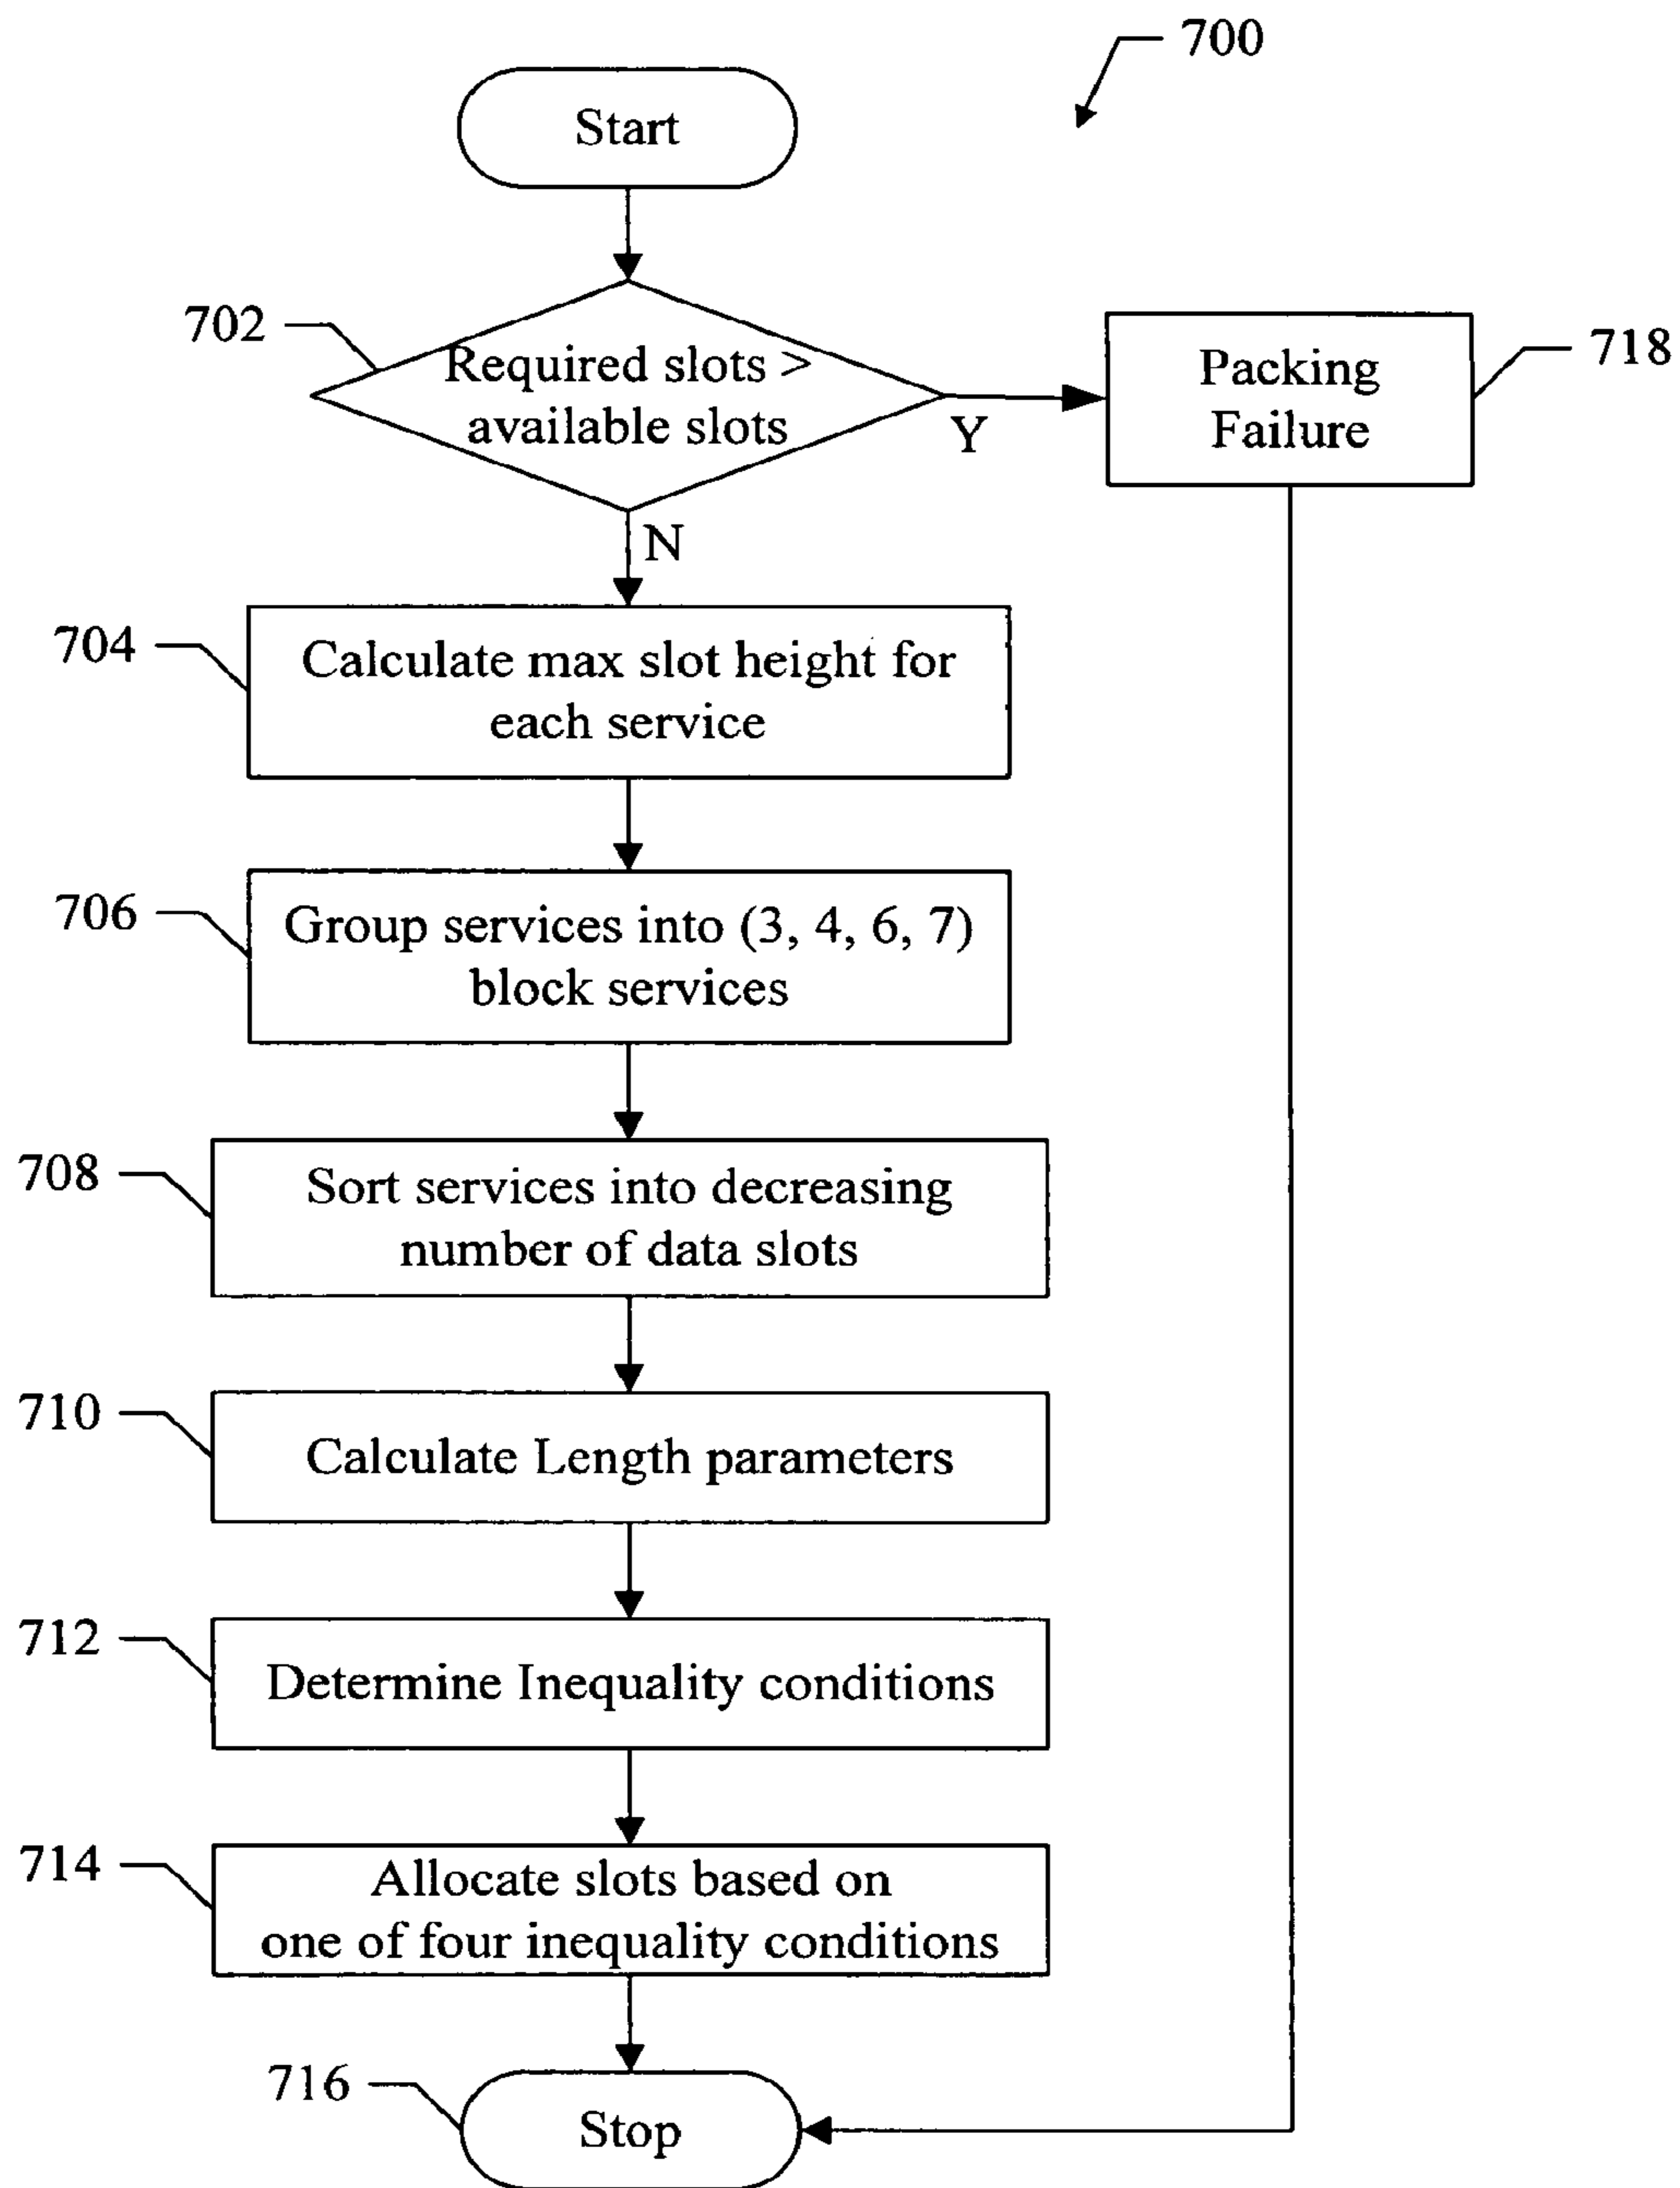 700
Start
702
Required slots >
available slots
Y
Packing
Failure
718
N
704
Calculate max slot height for
each service
706
Group services into (3, 4, 6, 7)
block services
708
Sort services into decreasing
number of data slots
710
Calculate Length parameters
712
Determine Inequality conditions
714
Allocate slots based on
one of four inequality conditions
716
Stop